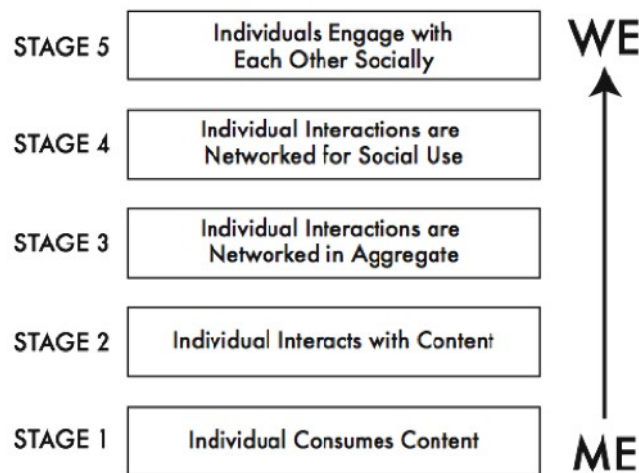 STAGE 5
Individuals Engage with
Each Other Socially
WE
STAGE 4
Individual Interactions are
Networked for Social Use
STAGE 3
Individual Interactions are
Networked in Aggregate
STAGE 2
Individual Interacts with Content
STAGE 1
Individual Consumes Content
ME